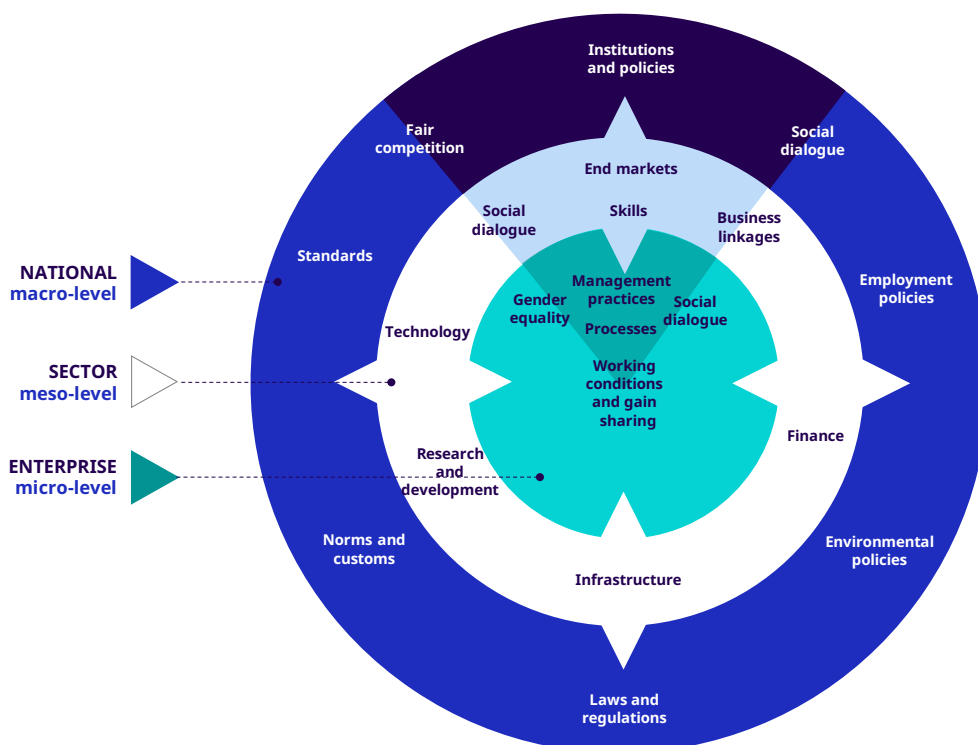 Institutions
and policies
Fair
competition
Social
dialogue
End markets
Social
dialogue
Skills
Business
linkages
Standards
NATIONAL
macro-level
Employment
policies
Management
practices
Gender
equality
Social
dialogue
Processes
Technology
SECTOR
meso-level
Working
conditions
and gain
sharing
Finance
ENTERPRISE
micro-level
Research
and
development
Norms and
customs
Environmental
policies
Infrastructure
Laws and
regulations